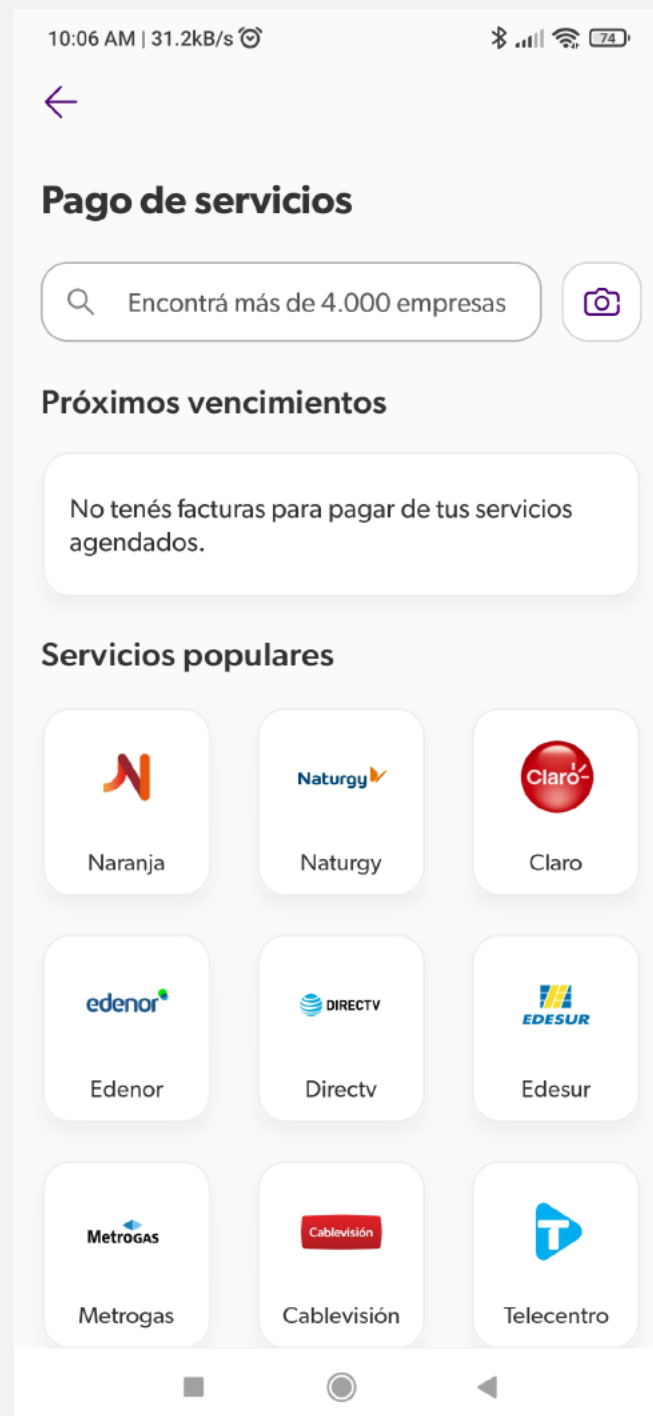 10:06 AM | 31.2kB/s
74
Pago de servicios
Encontrá más de 4.000 empresas
Próximos vencimientos
No tenés facturas para pagar de tus servicios
agendados.
Servicios populares
Naturgy
Claro
Naranja
Naturgy
Claro
edenor
DIRECTV
EDESUR
Edenor
Directv
Edesur
METROGAS
Cablevisión
T
Metrogas
Cablevisión
Telecentro